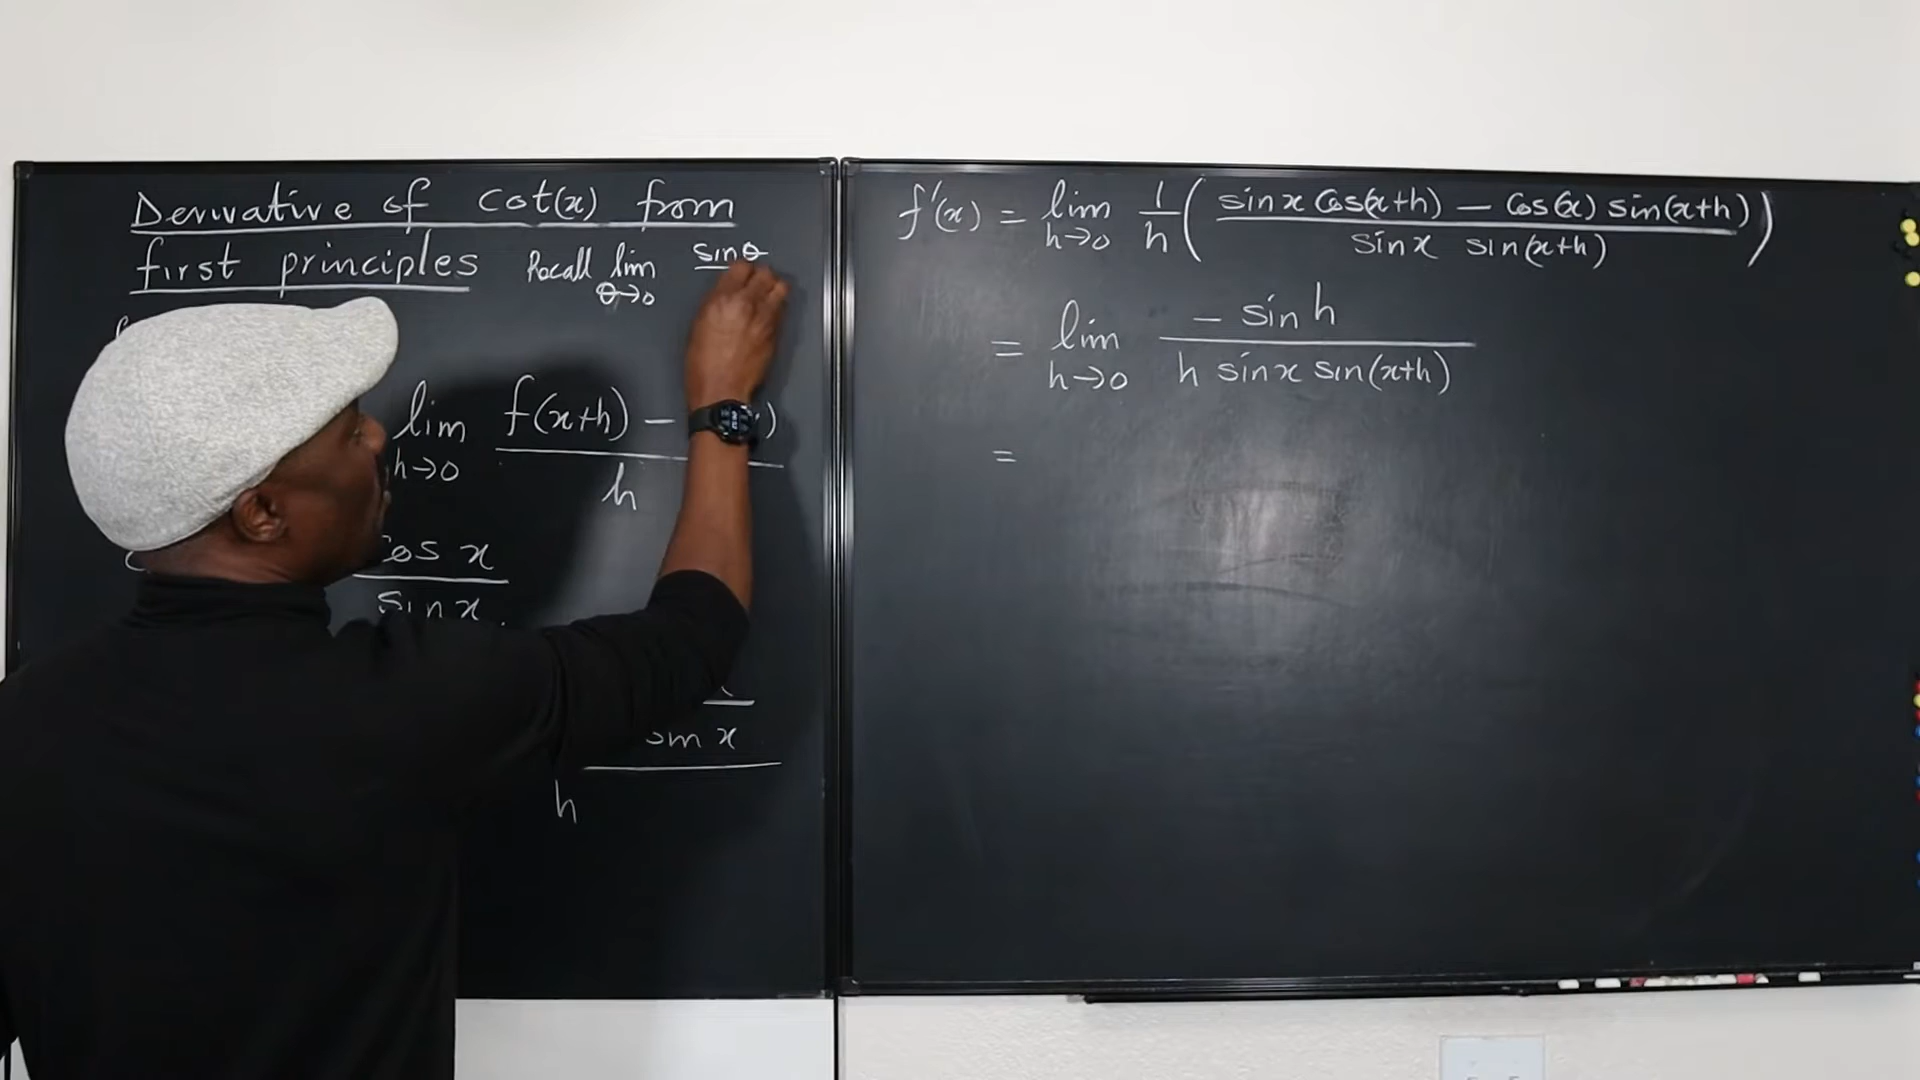 Derivative of Cot(x) from
first principles
Recall lim sinθ
θ→0
lim f(x+h) −
h→0 h
Cos x
sin x
x
h
f'(x) = lim 1/h ( sin x Cos(x+h) − Cos(x) sin(x+h) )
h→0 sin x sin(x+h)
= lim − sin h
h→0 h sin x sin(x+h)
=